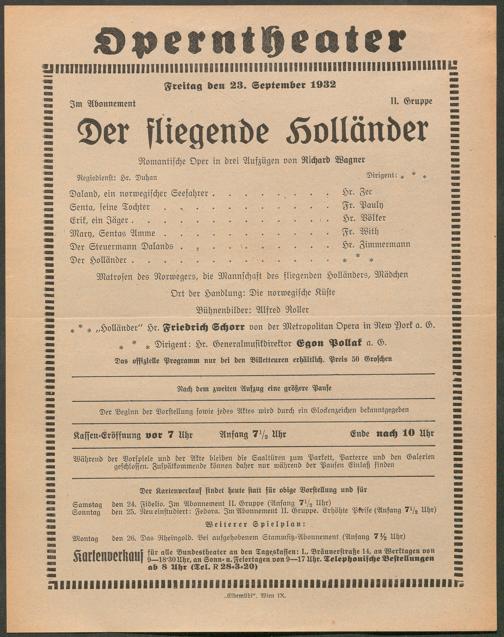 Operntheater
Freitag den 23. September 1932
Im Abonnement II. Gruppe
Der fliegende Holländer
Romantische Oper in drei Aufzügen von Richard Wagner
Regiedienst: Hr. Duhan Dirigent: * * *
Daland, ein norwegischer Seefahrer . . . . . . . Hr. Zec
Senta, seine Tochter . . . . . . . . . Fr. Pauly
Erik, ein Jäger . . . . . . . . . . . Hr. Völker
Mary, Sentas Amme . . . . . . . . . Fr. With
Der Steuermann Dalands . . . . . . . . Hr. Zimmermann
Der Holländer . . . . . . . . . . . * * *
Matrosen des Norwegers, die Mannschaft des fliegenden Holländers, Mädchen
Ort der Handlung: Die norwegische Küste
Bühnenbilder: Alfred Roller
* * * „Holländer" Hr. Friedrich Schorr von der Metropolitan Opera in New York a. G.
* * * Dirigent: Hr. Generalmusikdirektor Egon Pollak a. G.
Das offizielle Programm nur bei den Billetteuren erhältlich. Preis 50 Groschen
Nach dem zweiten Aufzug eine größere Pause
Der Beginn der Vorstellung sowie jedes Aktes wird durch ein Glockenzeichen bekanntgegeben
Kassen-Eröffnung vor 7 Uhr Anfang 7½ Uhr Ende nach 10 Uhr
Während der Vorspiele und der Akte bleiben die Saaltüren zum Parkett, Parterre und den Galerien
geschlossen. Zuspätkommende können daher nur während der Pausen Einlaß finden
Der Kartenverkauf findet heute statt für obige Vorstellung und für
Samstag den 24. Fidelio. Im Abonnement II. Gruppe (Anfang 7½ Uhr)
Sonntag den 25. Neueinstudiert: Fedora. Im Abonnement II. Gruppe. Erhöhte Preise (Anfang 7½ Uhr)
Weiterer Spielplan:
Montag den 26. Das Rheingold. Bei aufgehobenem Stammsitz-Abonnement (Anfang 7½ Uhr)
Kartenverkauf für alle Bundestheater an den Tageskassen: I., Bräunerstraße 14, an Werktagen von
9—18·30 Uhr, an Sonn- u. Feiertagen von 9—17 Uhr. Telephonische Bestellungen
ab 8 Uhr (Tel. R 28-3-20)
„Elbemühl", Wien IX.